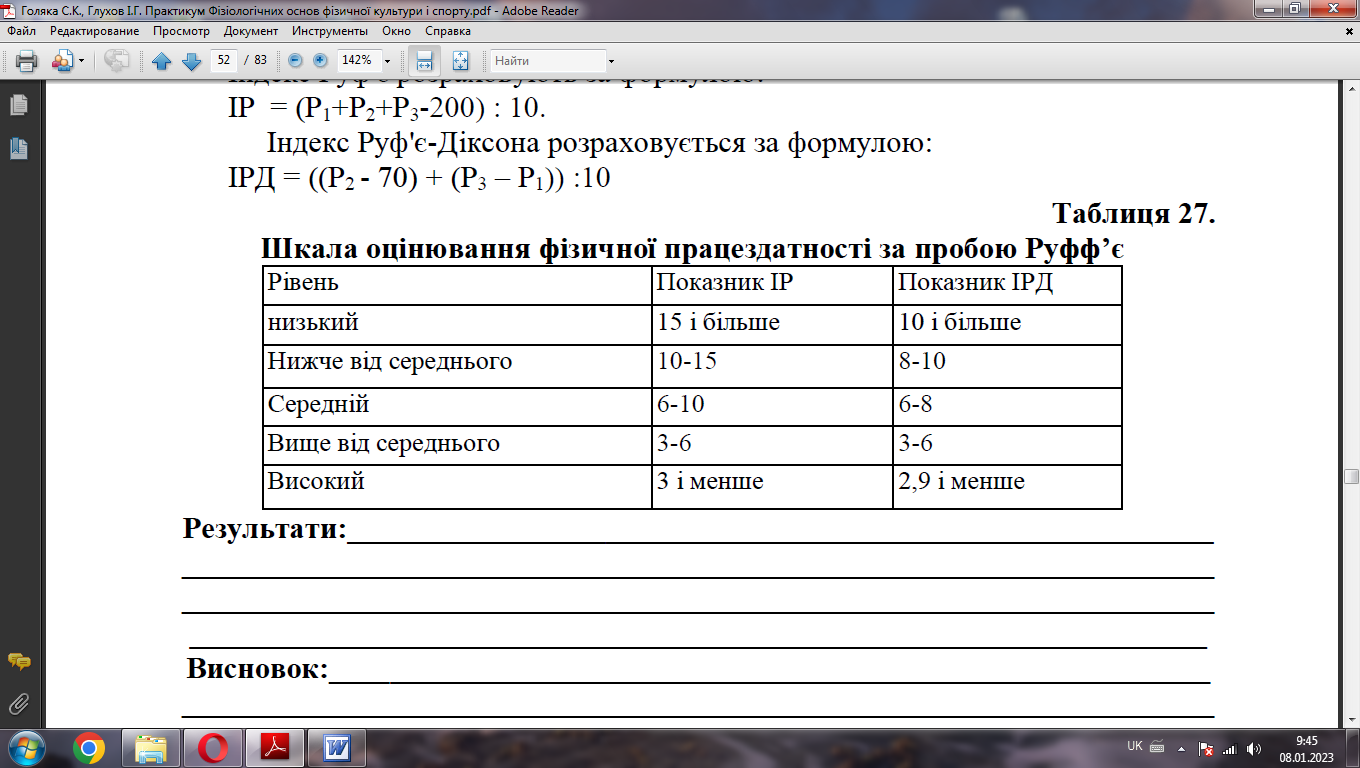 Голяка С.К., Глухов І.Г. Практикум Фізіологічних основ фізичної культури і спорту.pdf - Adobe Reader
Файл Редактирование Просмотр Документ Инструменты Окно Справка
52 / 83 142% Найти
ІР = (Р₁+Р₂+Р₃-200) : 10.
Індекс Руф'є-Діксона розраховується за формулою:
ІРД = ((Р₂ - 70) + (Р₃ – Р₁)) :10
Таблиця 27.
Шкала оцінювання фізичної працездатності за пробою Руфф’є
Рівень Показник ІР Показник ІРД
низький 15 і більше 10 і більше
Нижче від середнього 10-15 8-10
Середній 6-10 6-8
Вище від середнього 3-6 3-6
Високий 3 і менше 2,9 і менше
Результати:
Висновок:
UK 9:45
08.01.2023